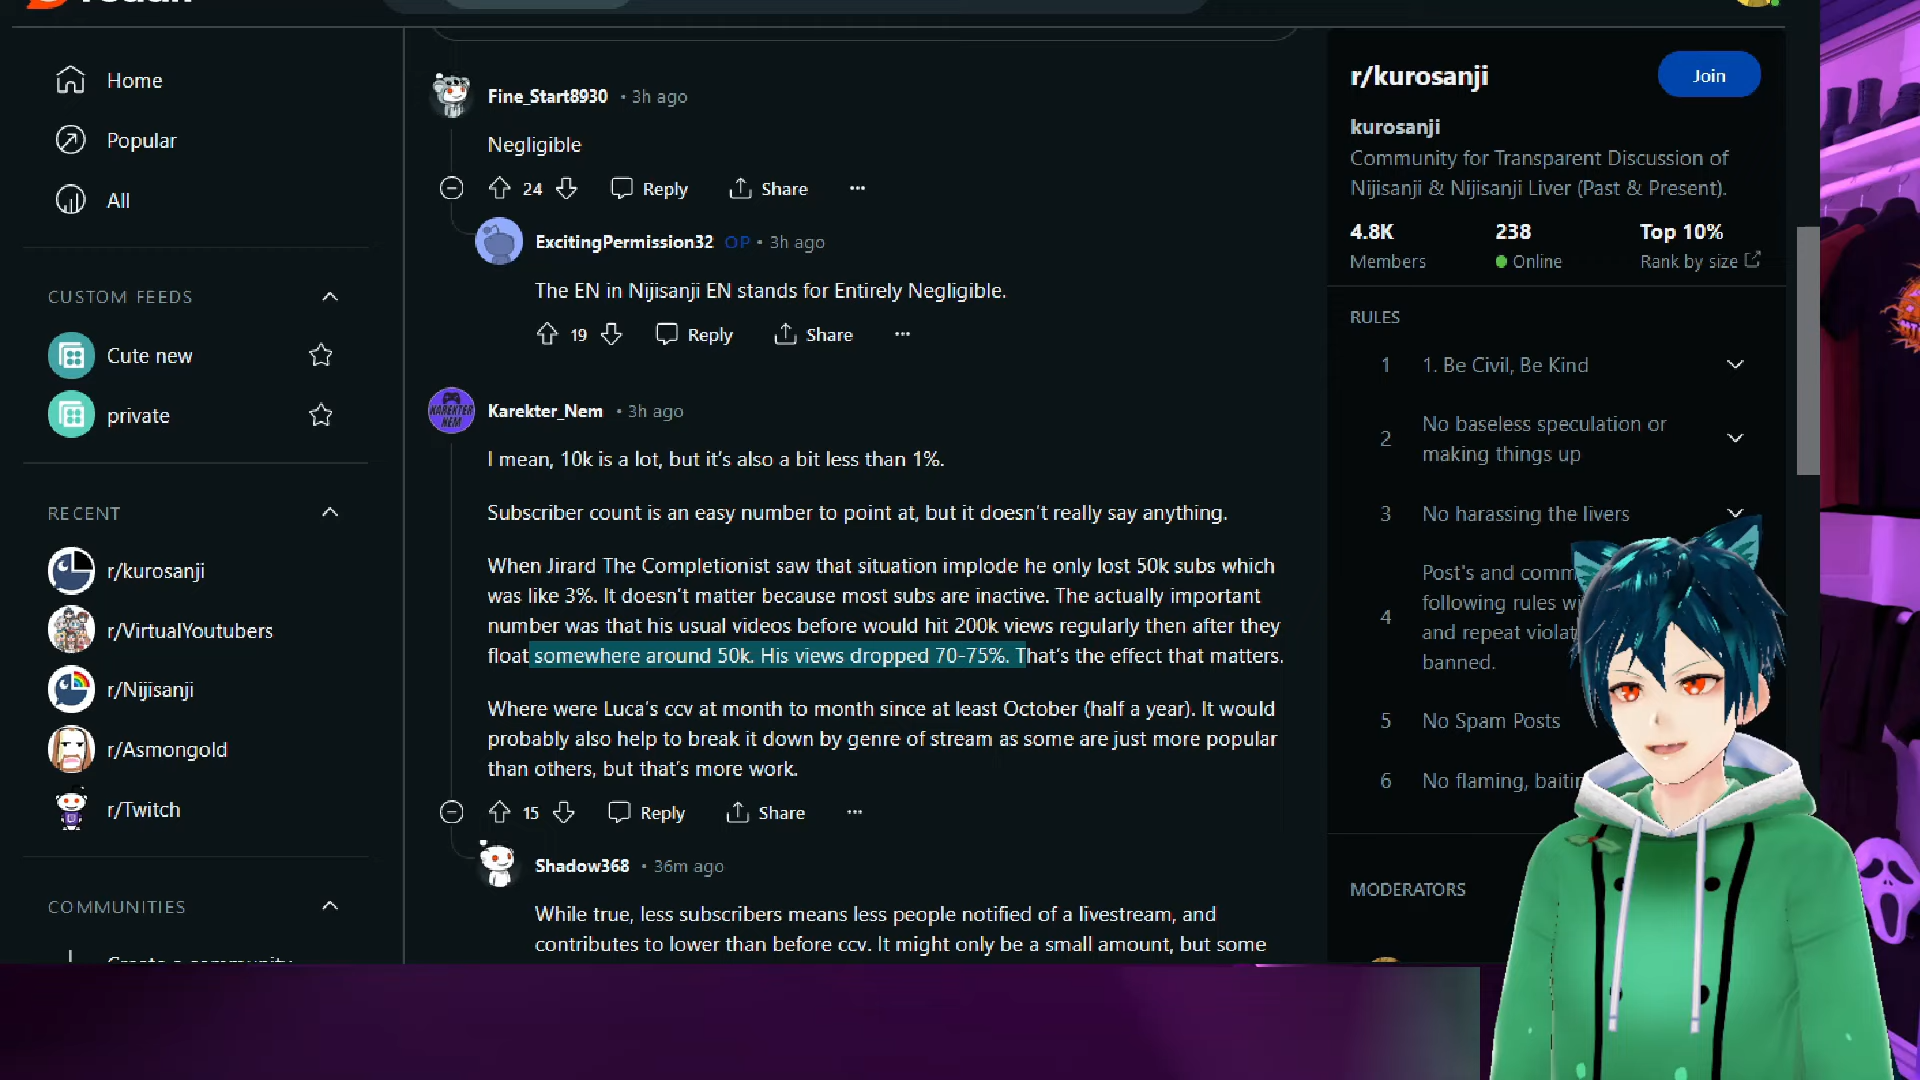 Home
Popular
All
CUSTOM FEEDS
Cute new
private
RECENT
r/kurosanji
r/VirtualYoutubers
r/Nijisanji
r/Asmongold
r/Twitch
COMMUNITIES
Create a community
Fine_Start8930 • 3h ago
Negligible
24 Reply Share
ExcitingPermission32 OP • 3h ago
The EN in Nijisanji EN stands for Entirely Negligible.
19 Reply Share
KAREKTER
NEM
Karekter_Nem • 3h ago
I mean, 10k is a lot, but it's also a bit less than 1%.
Subscriber count is an easy number to point at, but it doesn't really say anything.
When Jirard The Completionist saw that situation implode he only lost 50k subs which
was like 3%. It doesn't matter because most subs are inactive. The actually important
number was that his usual videos before would hit 200k views regularly then after they
float somewhere around 50k. His views dropped 70-75%. That's the effect that matters.
Where were Luca's ccv at month to month since at least October (half a year). It would
probably also help to break it down by genre of stream as some are just more popular
than others, but that's more work.
15 Reply Share
Shadow368 • 36m ago
While true, less subscribers means less people notified of a livestream, and
contributes to lower than before ccv. It might only be a small amount, but some
r/kurosanji
Join
kurosanji
Community for Transparent Discussion of
Nijisanji & Nijisanji Liver (Past & Present).
4.8K 238 Top 10%
Members Online Rank by size
RULES
1 1. Be Civil, Be Kind
2 No baseless speculation or
making things up
3 No harassing the livers
4 Post's and comm
following rules
and repeat
banned.
5 No Spam Posts
6 No flaming,
MODERATORS